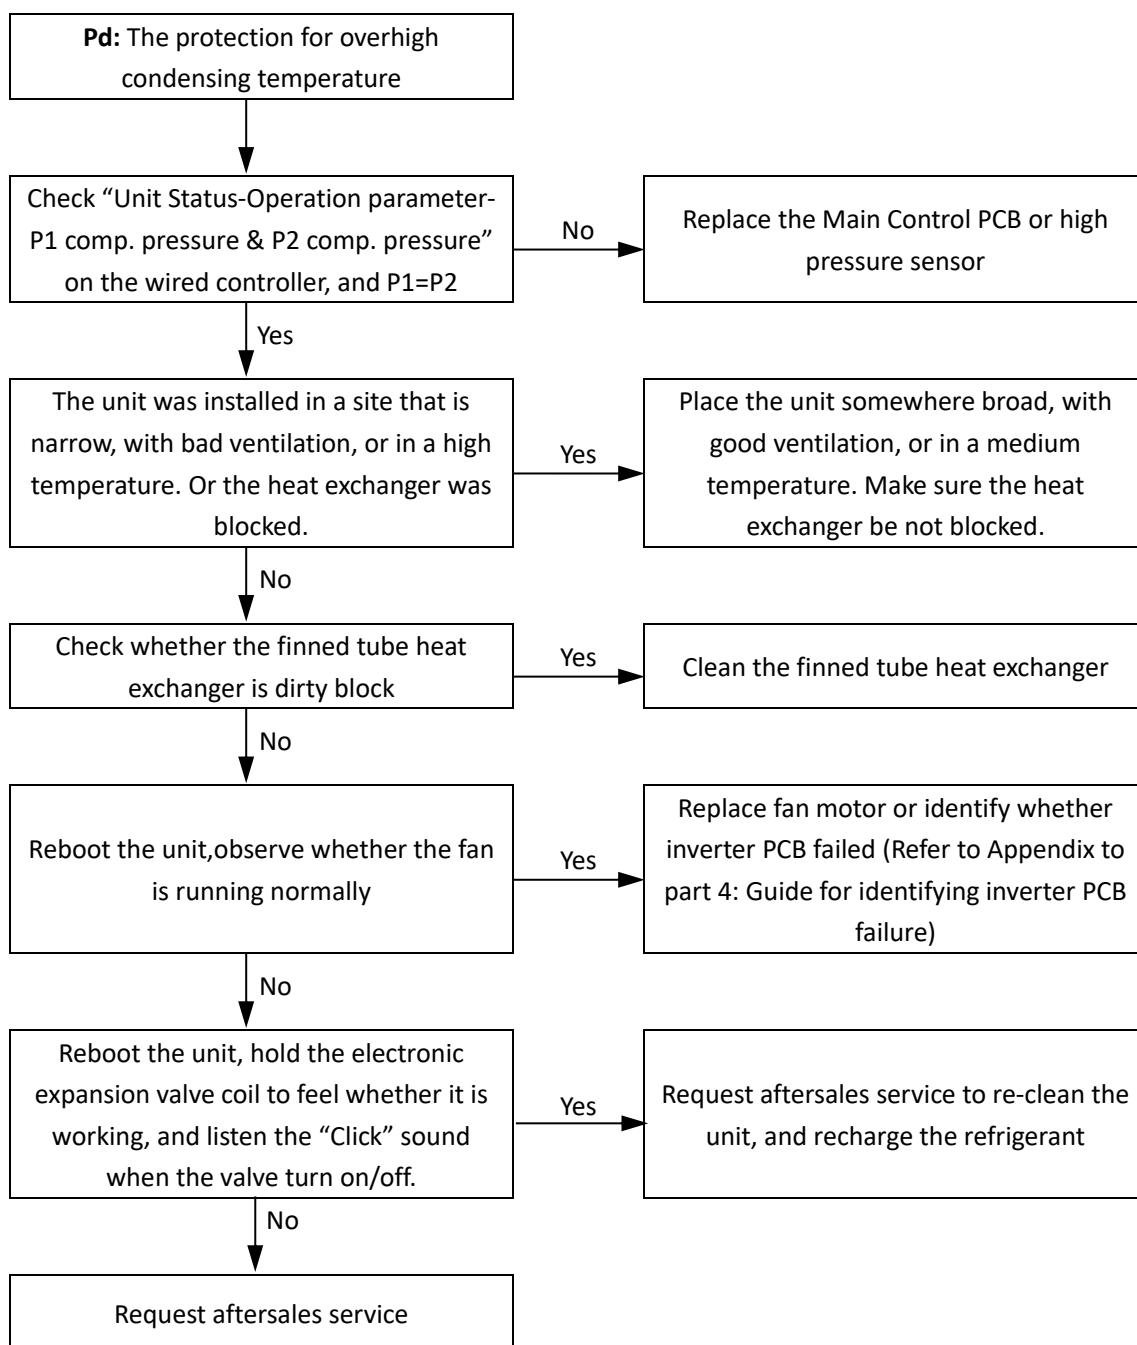 Pd: The protection for overhigh
condensing temperature
Check “Unit Status-Operation parameter-
P1 comp. pressure & P2 comp. pressure”
on the wired controller, and P1=P2
No
Replace the Main Control PCB or high
pressure sensor
Yes
The unit was installed in a site that is
narrow, with bad ventilation, or in a high
temperature. Or the heat exchanger was
blocked.
Yes
Place the unit somewhere broad, with
good ventilation, or in a medium
temperature. Make sure the heat
exchanger be not blocked.
No
Check whether the finned tube heat
exchanger is dirty block
Yes
Clean the finned tube heat exchanger
No
Reboot the unit,observe whether the fan
is running normally
Yes
Replace fan motor or identify whether
inverter PCB failed (Refer to Appendix to
part 4: Guide for identifying inverter PCB
failure)
No
Reboot the unit, hold the electronic
expansion valve coil to feel whether it is
working, and listen the “Click” sound
when the valve turn on/off.
Yes
Request aftersales service to re-clean the
unit, and recharge the refrigerant
No
Request aftersales service